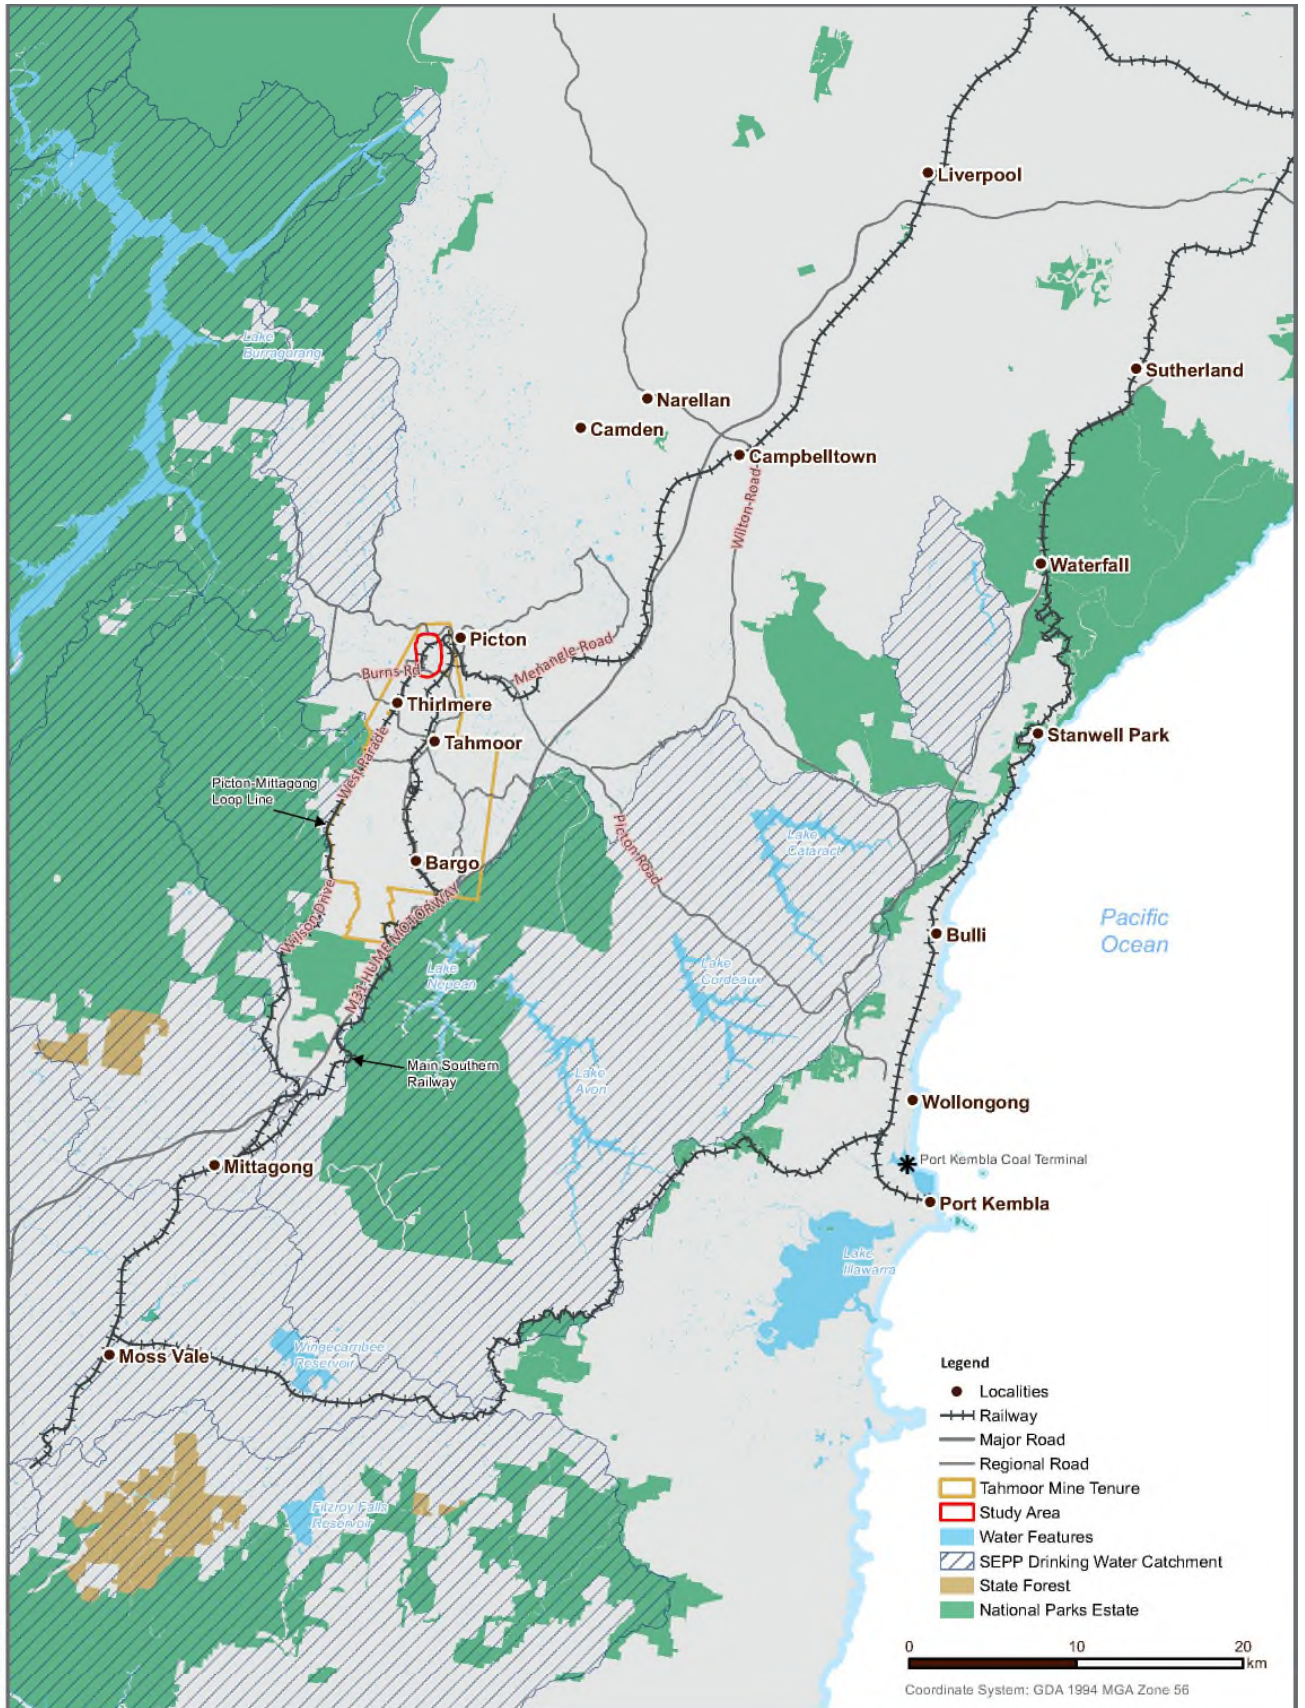 Liverpool
Lake
Burragorang
Sutherland
Narellan
Camden
Campbelltown
Wilton Road
Waterfall
Picton
Menangle Road
Burns Rd
Thirlmere
Stanwell Park
Tahmoor
West Parade
Picton-Mittagong
Loop Line
Picton Road
Lake
Cataract
Bargo
Wilson Drive
M31 HUME MOTORWAY
Pacific
Ocean
Bulli
Lake
Nepean
Lake
Cordeaux
Main Southern
Railway
Lake
Avon
Wollongong
Mittagong
Port Kembla Coal Terminal
Port Kembla
Lake
Illawarra
Moss Vale
Wingecarribee
Reservoir
Fitzroy Falls
Reservoir
Legend
Localities
Railway
Major Road
Regional Road
Tahmoor Mine Tenure
Study Area
Water Features
SEPP Drinking Water Catchment
State Forest
National Parks Estate
0 10 20
km
Coordinate System: GDA 1994 MGA Zone 56